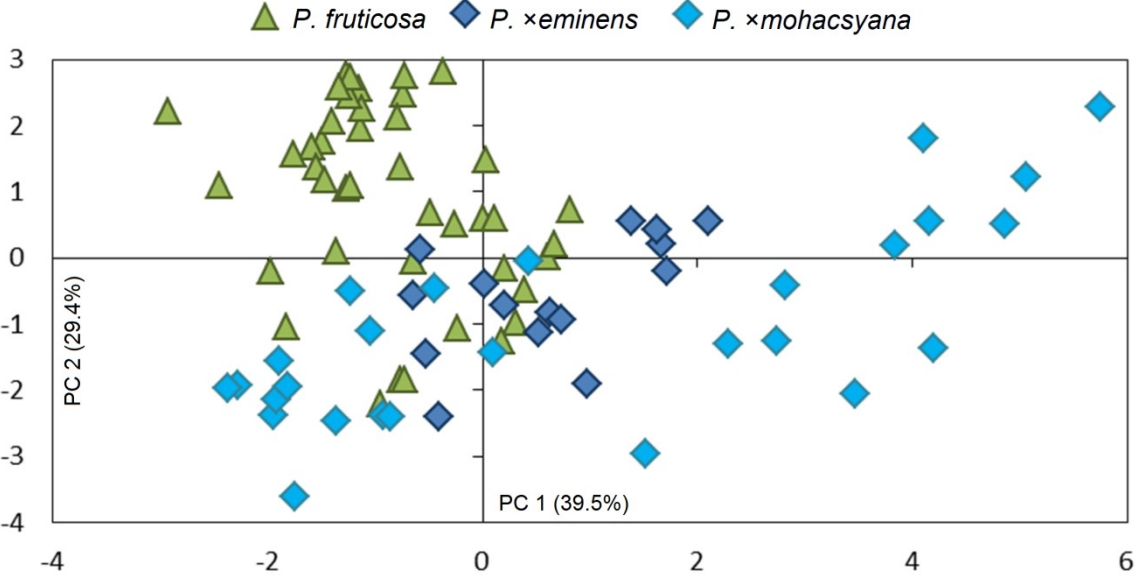 P. fruticosa P. ×eminens P. ×mohacsyana
3
2
1
0
-1
-2
-3
-4
PC 2 (29.4%)
PC 1 (39.5%)
-4 -2 0 2 4 6